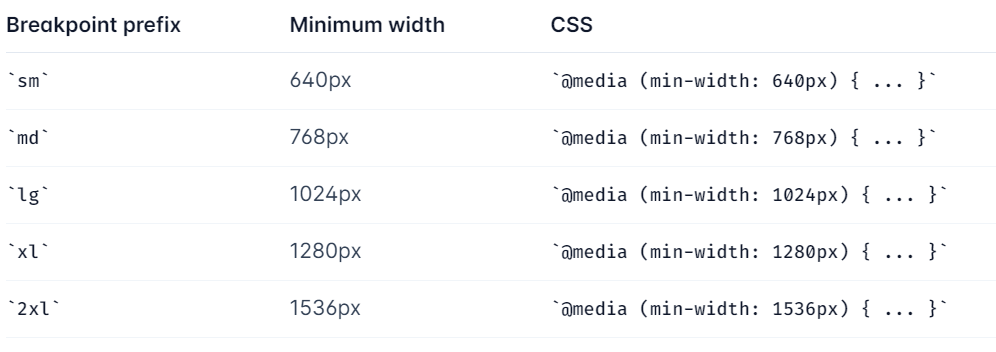 Breakpoint prefix Minimum width CSS
`sm` 640px `@media (min-width: 640px) { ... }`
`md` 768px `@media (min-width: 768px) { ... }`
`lg` 1024px `@media (min-width: 1024px) { ... }`
`xl` 1280px `@media (min-width: 1280px) { ... }`
`2xl` 1536px `@media (min-width: 1536px) { ... }`